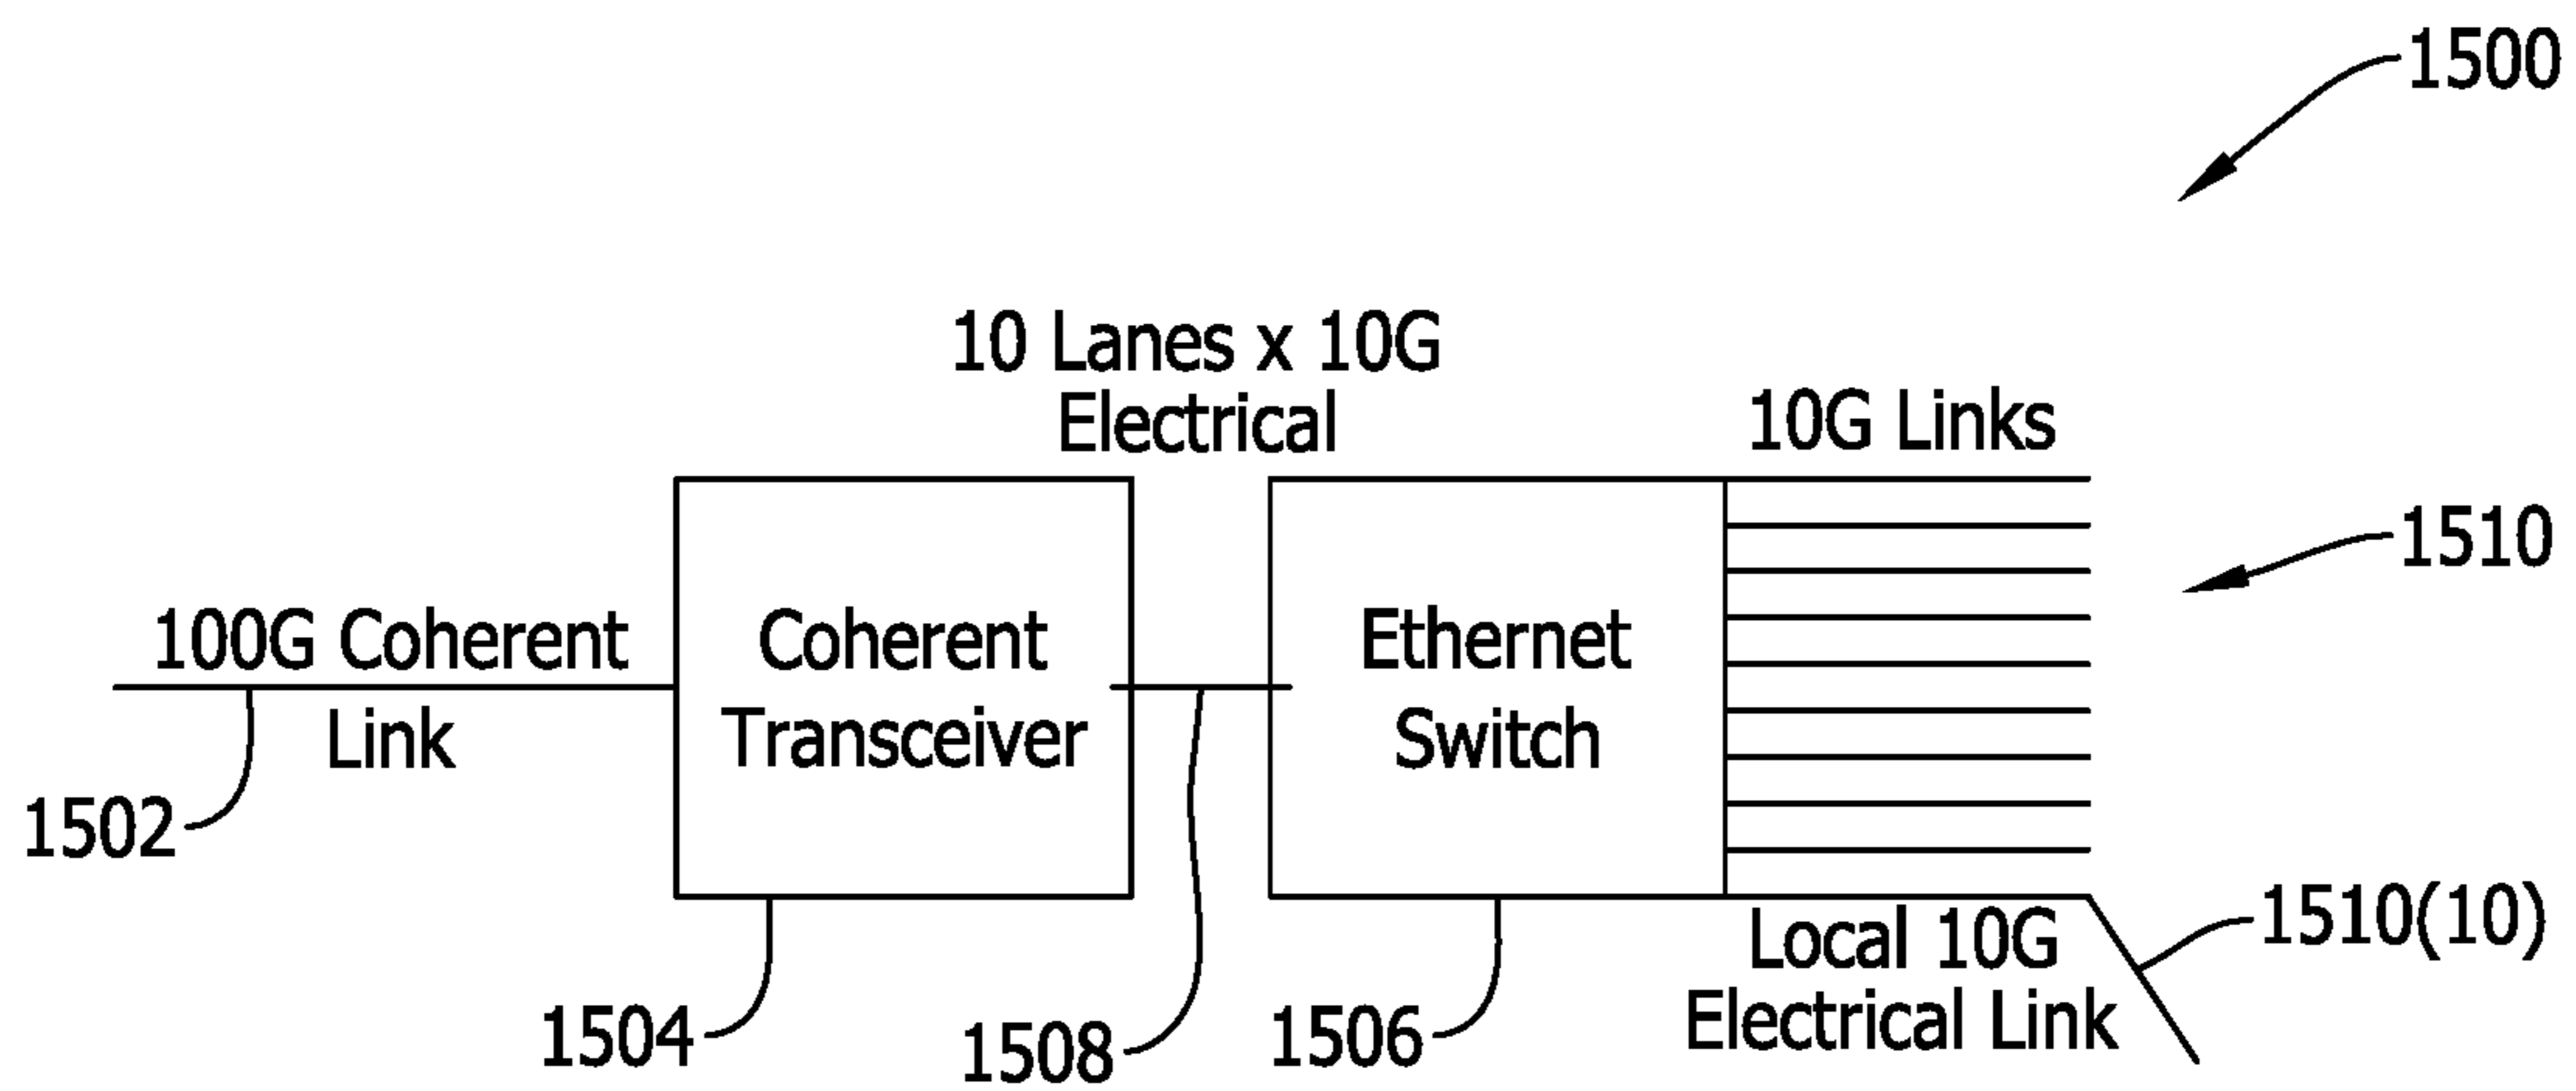 1500
10 Lanes x 10G
Electrical
10G Links
1510
100G Coherent
Link
Coherent
Transceiver
Ethernet
Switch
1502
1510(10)
Local 10G
Electrical Link
1504
1508
1506